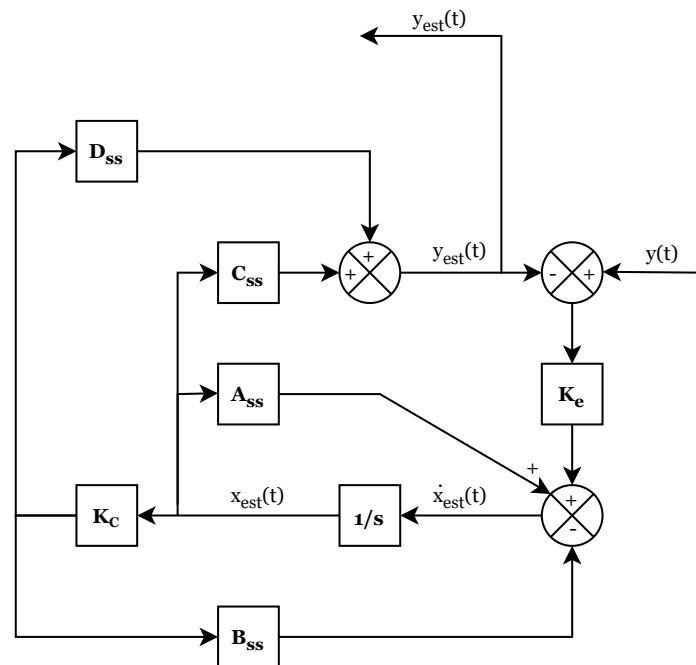 y_est(t)
D_ss
+
C_ss
+
y_est(t)
-
+
y(t)
A_ss
K_e
+
K_C
x_est(t)
1/s
ẋ_est(t)
+
-
B_ss